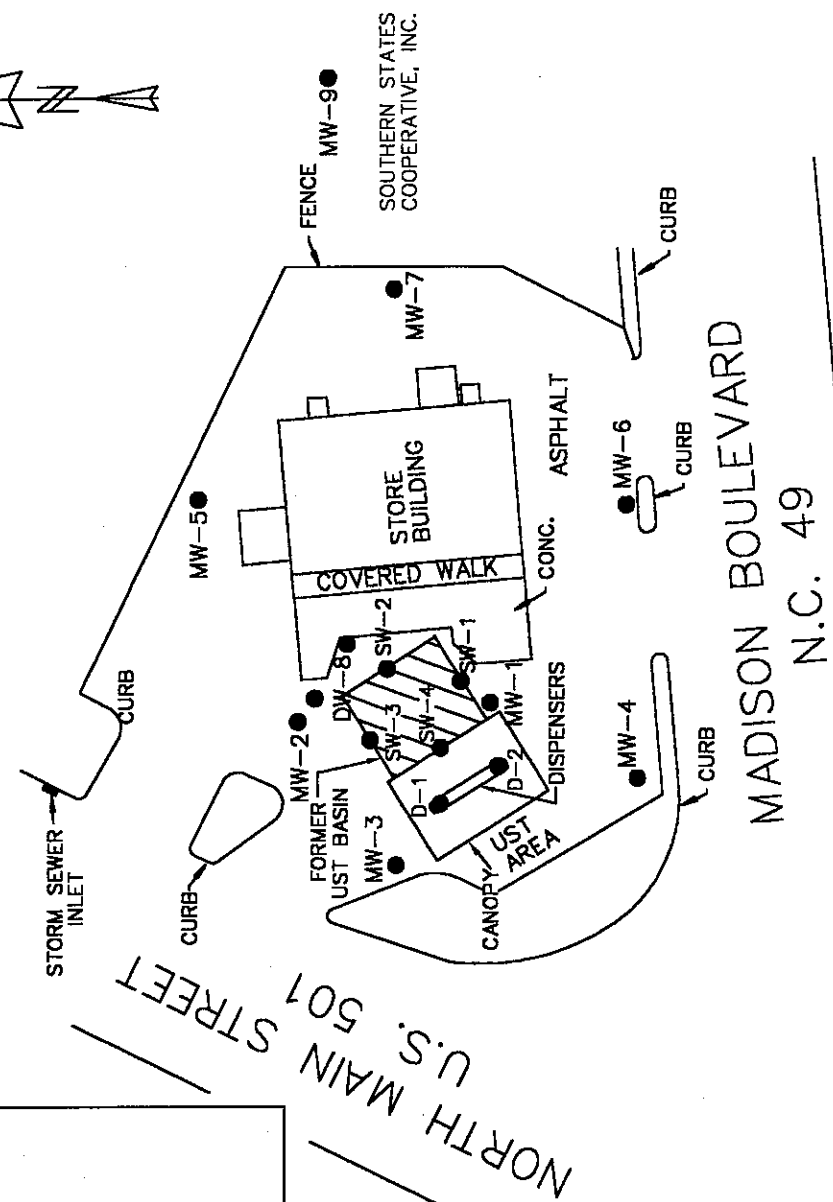 N
STORM SEWER
INLET
CURB
CURB
FENCE
MW-9
SOUTHERN STATES
COOPERATIVE, INC.
MW-5
MW-7
STORE
BUILDING
COVERED WALK
CONC.
ASPHALT
MW-2
DW-8
SW-2
SW-3
SW-1
SW-4
MW-1
FORMER
UST BASIN
MW-3
D-1
D-2
DISPENSERS
UST
AREA
CANOPY
MW-4
MW-6
CURB
CURB
CURB
NORTH MAIN STREET
U.S. 501
MADISON BOULEVARD
N.C. 49